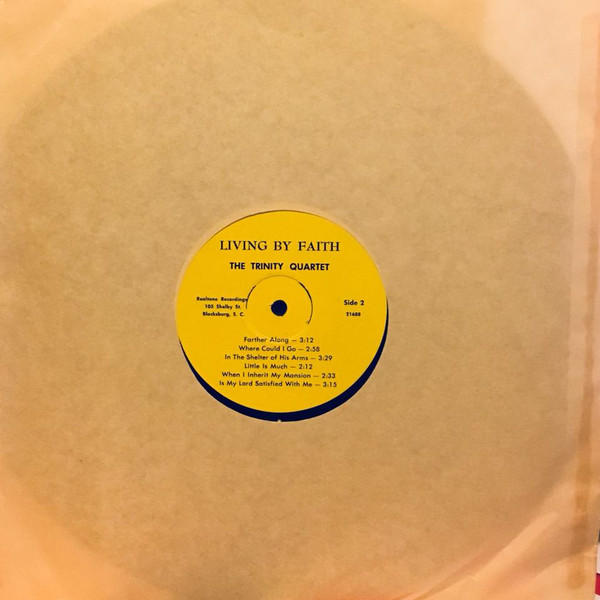 LIVING BY FAITH
THE TRINITY QUARTET
Realtone Recordings
105 Shelby St.
Blacksburg, S. C.
Side 2
21688
Farther Along — 3:12
Where Could I Go — 2:58
In The Shelter of His Arms — 3:29
Little Is Much — 2:12
When I Inherit My Mansion — 2:33
Is My Lord Satisfied With Me — 3:15